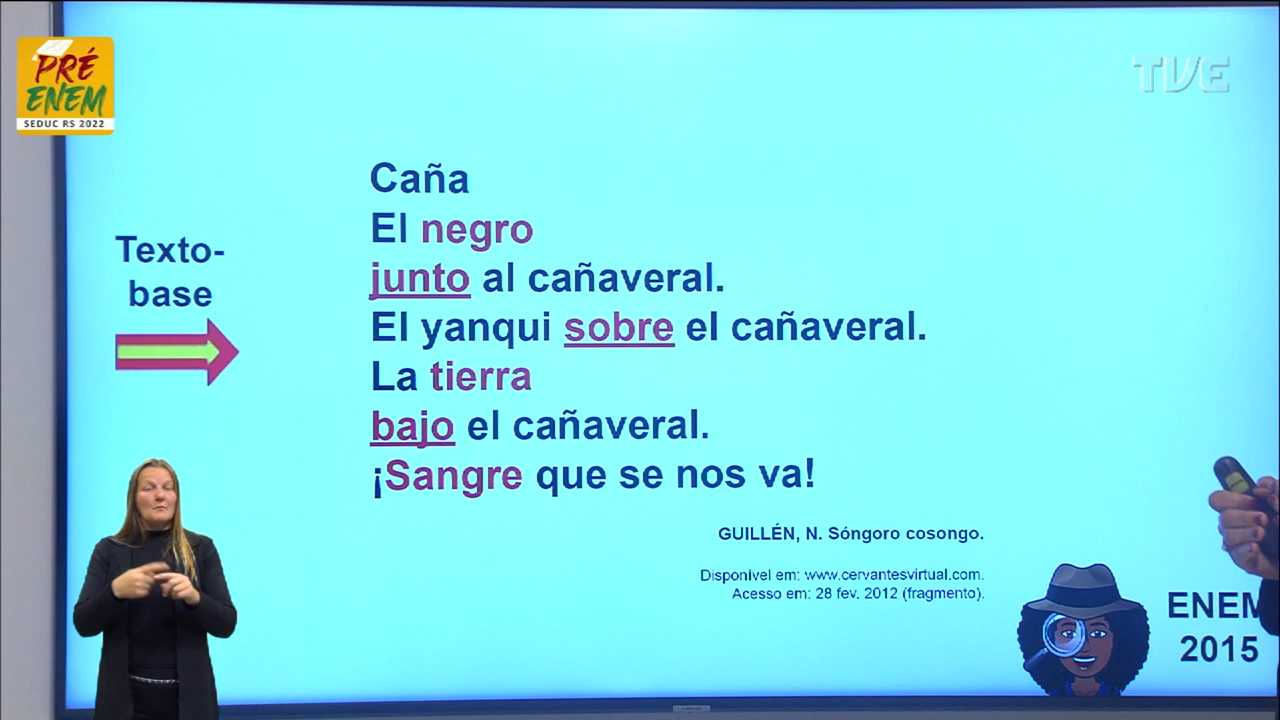 PRÉ
ENEM
SEDUC RS 2022
TVE
Texto-
base
Caña
El negro
junto al cañaveral.
El yanqui sobre el cañaveral.
La tierra
bajo el cañaveral.
¡Sangre que se nos va!
GUILLÉN, N. Sóngoro cosongo.
Disponível em: www.cervantesvirtual.com.
Acesso em: 28 fev. 2012 (fragmento).
ENEM
2015